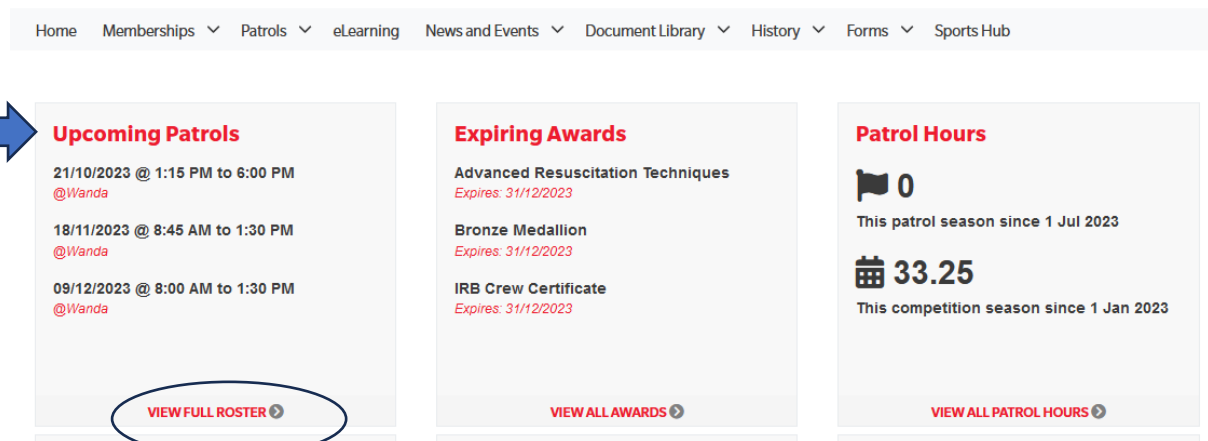 Home Memberships Patrols eLearning News and Events Document Library History Forms Sports Hub
Upcoming Patrols
21/10/2023 @ 1:15 PM to 6:00 PM
@Wanda
18/11/2023 @ 8:45 AM to 1:30 PM
@Wanda
09/12/2023 @ 8:00 AM to 1:30 PM
@Wanda
VIEW FULL ROSTER
Expiring Awards
Advanced Resuscitation Techniques
Expires: 31/12/2023
Bronze Medallion
Expires: 31/12/2023
IRB Crew Certificate
Expires: 31/12/2023
VIEW ALL AWARDS
Patrol Hours
0
This patrol season since 1 Jul 2023
33.25
This competition season since 1 Jan 2023
VIEW ALL PATROL HOURS